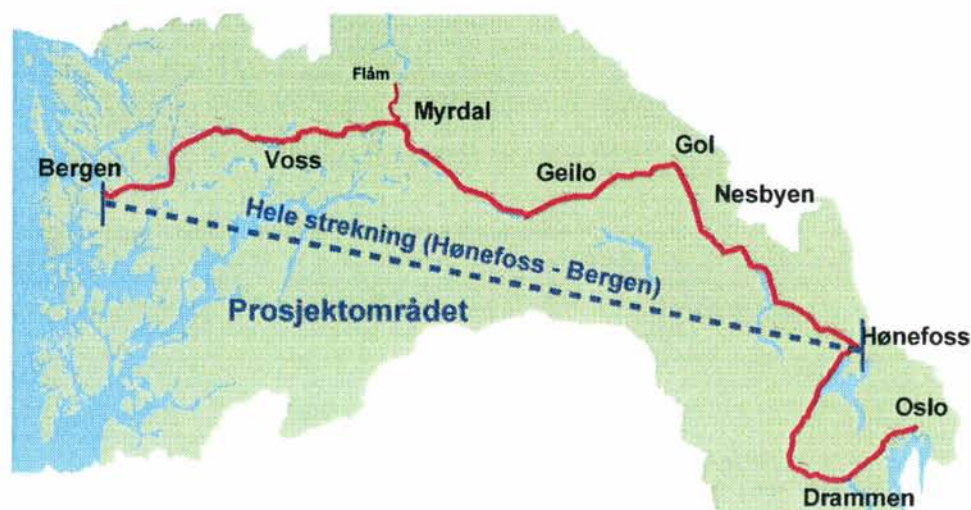 Flåm
Myrdal
Gol
Bergen
Voss
Geilo
Nesbyen
Hele strekning (Hønefoss - Bergen)
Prosjektområdet
Hønefoss
Oslo
Drammen